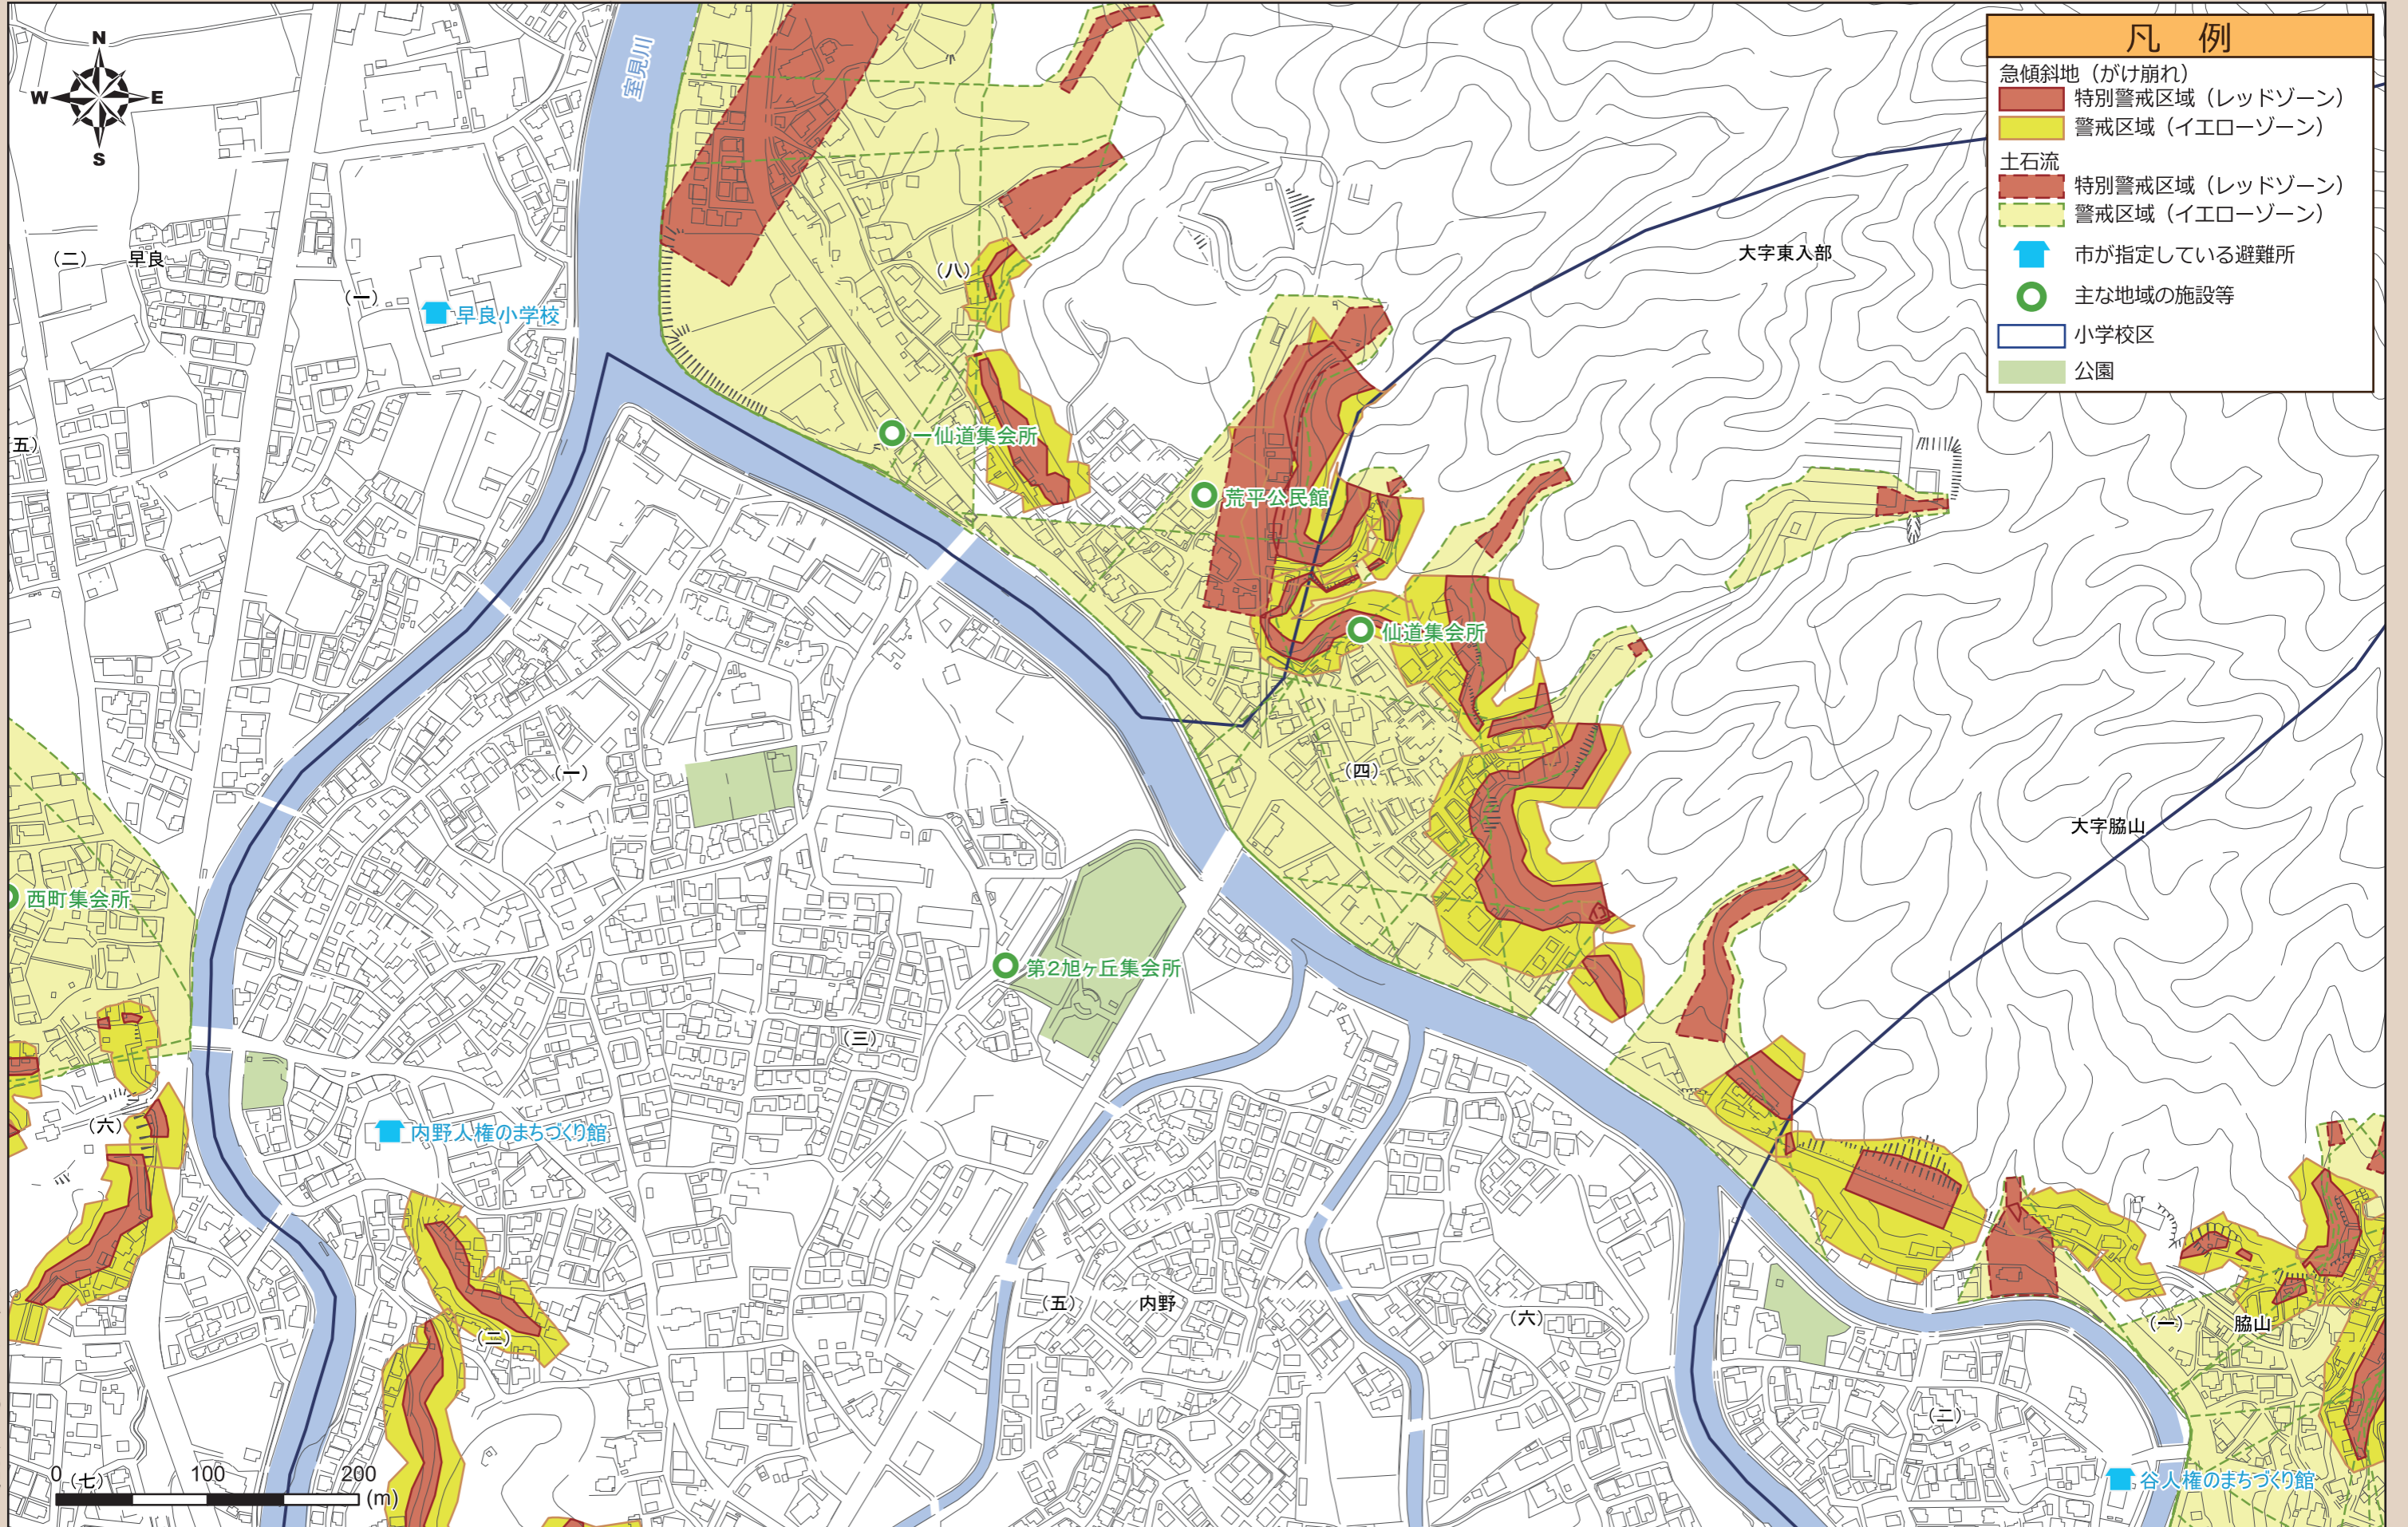 N
W E
S
室見川
凡 例
急傾斜地（がけ崩れ）
特別警戒区域（レッドゾーン）
警戒区域（イエローゾーン）
土石流
特別警戒区域（レッドゾーン）
警戒区域（イエローゾーン）
市が指定している避難所
主な地域の施設等
小学校区
公園
（二） 早良
（一）
早良小学校
（八）
大字東入部
五）
一仙道集会所
荒平公民館
仙道集会所
（一）
（四）
大字脇山
西町集会所
第2旭ヶ丘集会所
（三）
（六）
内野人権のまちづくり館
（二）
（五） 内野
（六）
（一） 脇山
（二）
谷人権のまちづくり館
（七）
0 100 200
(m)